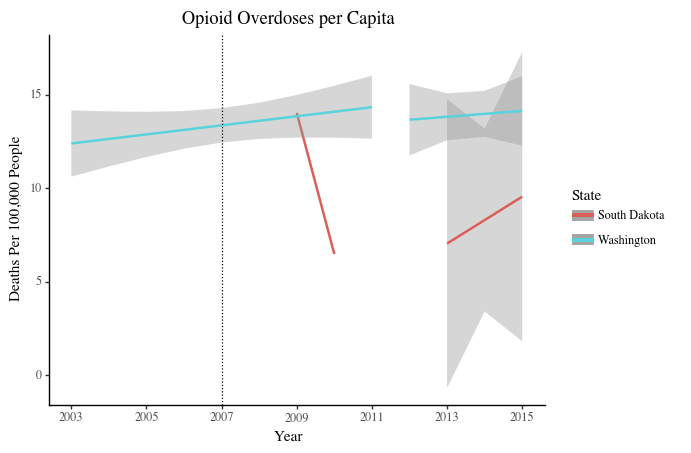 Opioid Overdoses per Capita
Deaths Per 100,000 People
15
10
5
0
2003 2005 2007 2009 2011 2013 2015
Year
State
South Dakota
Washington